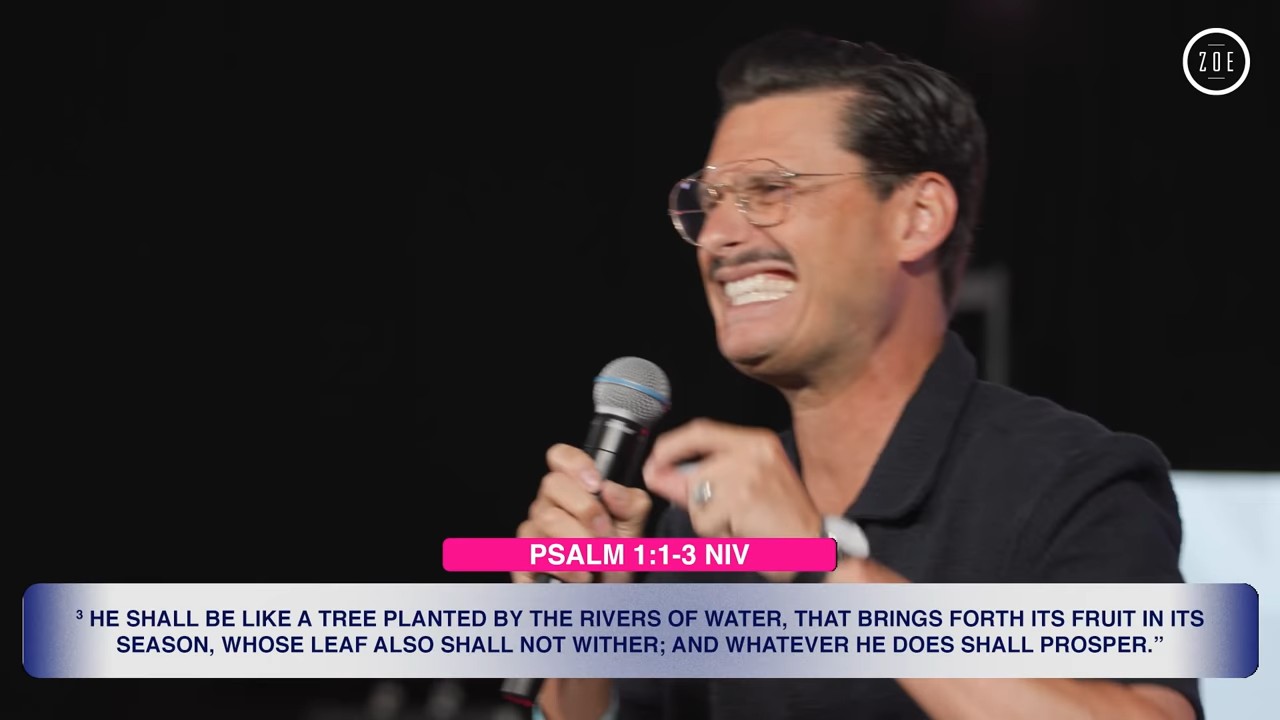 ZOE
PSALM 1:1-3 NIV
³ HE SHALL BE LIKE A TREE PLANTED BY THE RIVERS OF WATER, THAT BRINGS FORTH ITS FRUIT IN ITS
SEASON, WHOSE LEAF ALSO SHALL NOT WITHER; AND WHATEVER HE DOES SHALL PROSPER.”